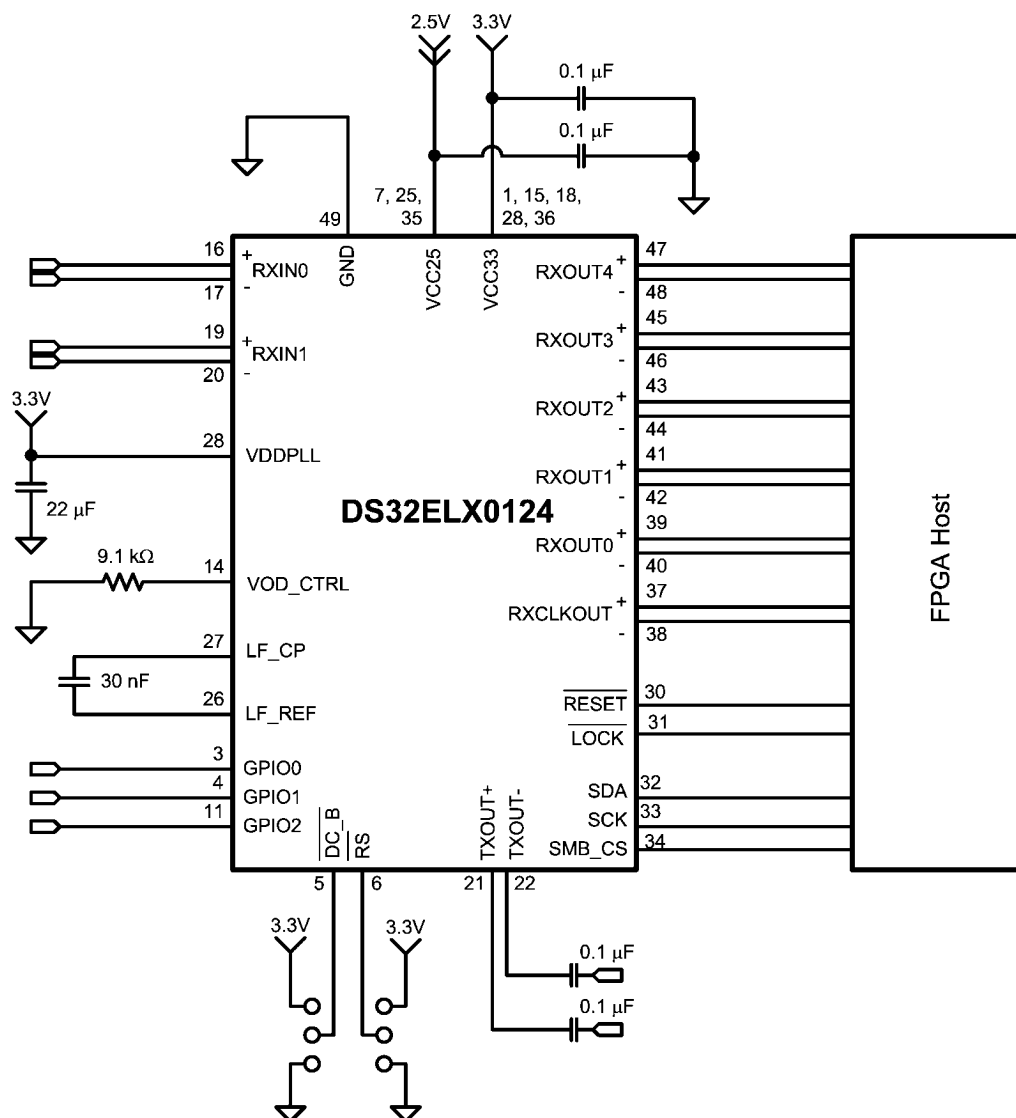 2.5V 3.3V
0.1 µF
0.1 µF
7, 25,
35
1, 15, 18,
28, 36
49
GND
VCC25
VCC33
16
+
RXIN0
17
-
19
+
RXIN1
20
-
3.3V
28
VDDPLL
22 µF
9.1 kΩ
14
VOD_CTRL
27
LF_CP
30 nF
26
LF_REF
3
GPIO0
4
GPIO1
11
GPIO2
DS32ELX0124
47
RXOUT4 +
-
48
45
RXOUT3 +
-
46
43
RXOUT2 +
-
44
41
RXOUT1 +
-
42
39
RXOUT0 +
-
40
37
RXCLKOUT +
-
38
RESET
30
LOCK
31
SDA
32
SCK
33
SMB_CS
34
FPGA Host
DC_B
RS
TXOUT+
TXOUT-
5 6
21 22
3.3V 3.3V
0.1 µF
0.1 µF